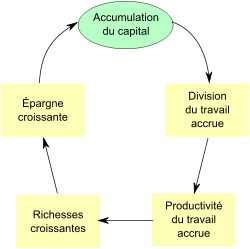 Accumulation
du capital
Division
du travail
accrue
Productivité
du travail
accrue
Richesses
croissantes
Épargne
croissante